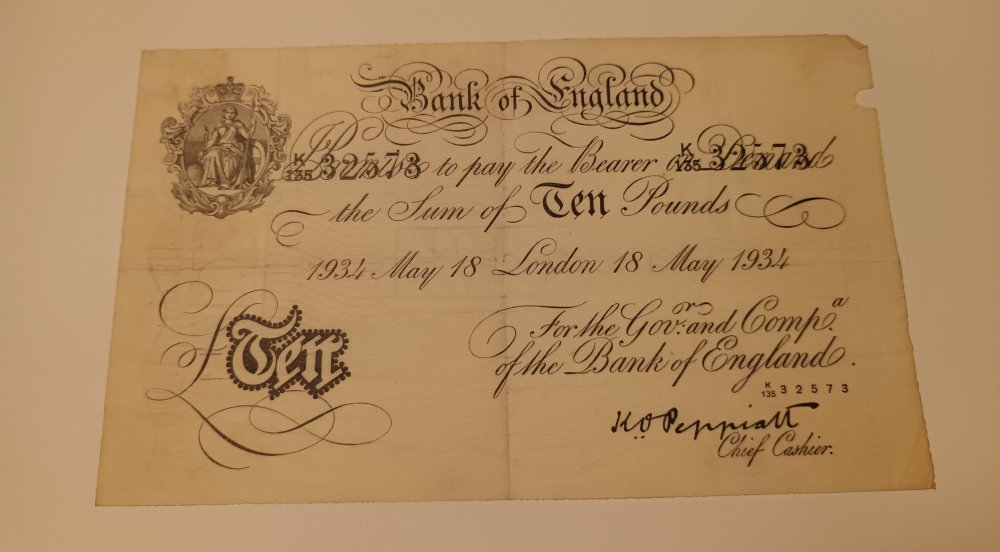 Bank of England
I Promise to pay the Bearer on Demand
K/135 32573 K/135 32573
the Sum of Ten Pounds
1934 May 18 London 18 May 1934
£Ten
For the Govr. and Compa.
of the Bank of England.
K/135 32573
K.O. Peppiatt
Chief Cashier.